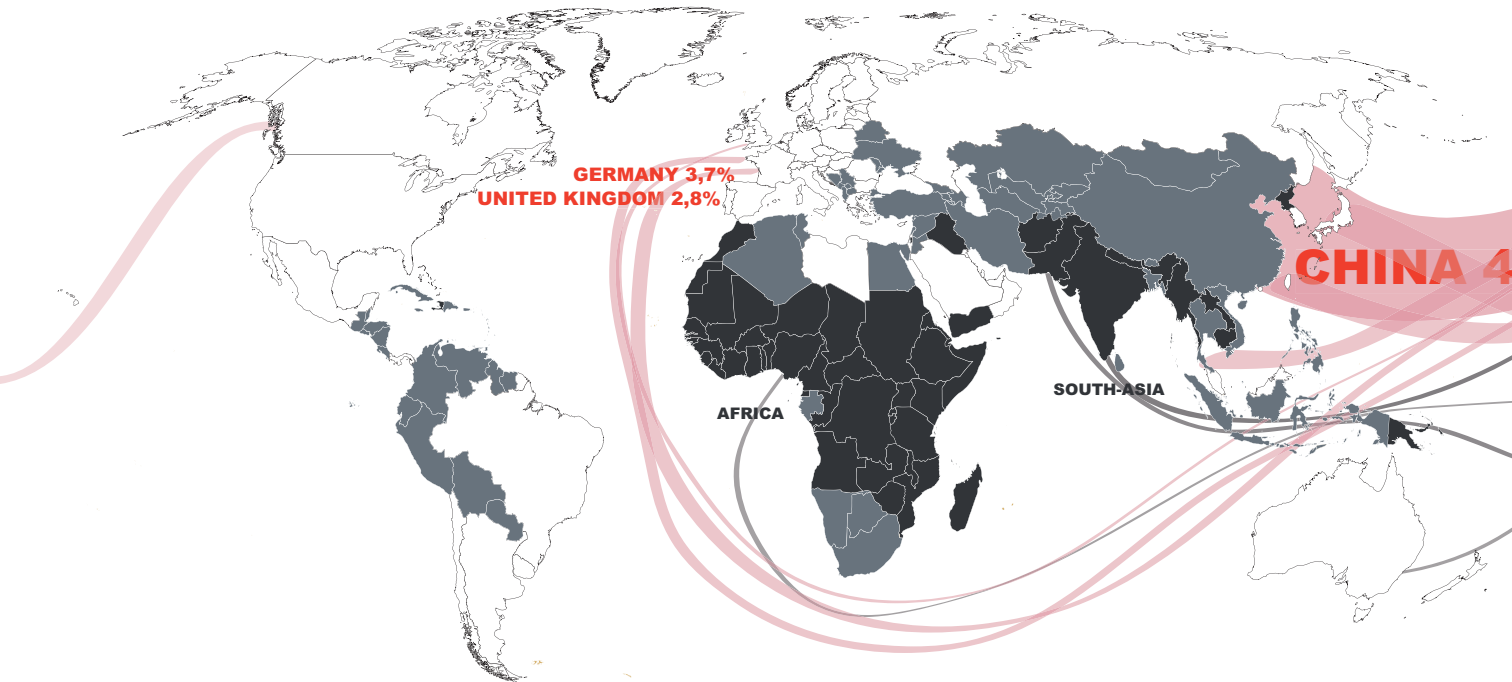 GERMANY 3,7%
UNITED KINGDOM 2,8%
CHINA 4
SOUTH-ASIA
AFRICA